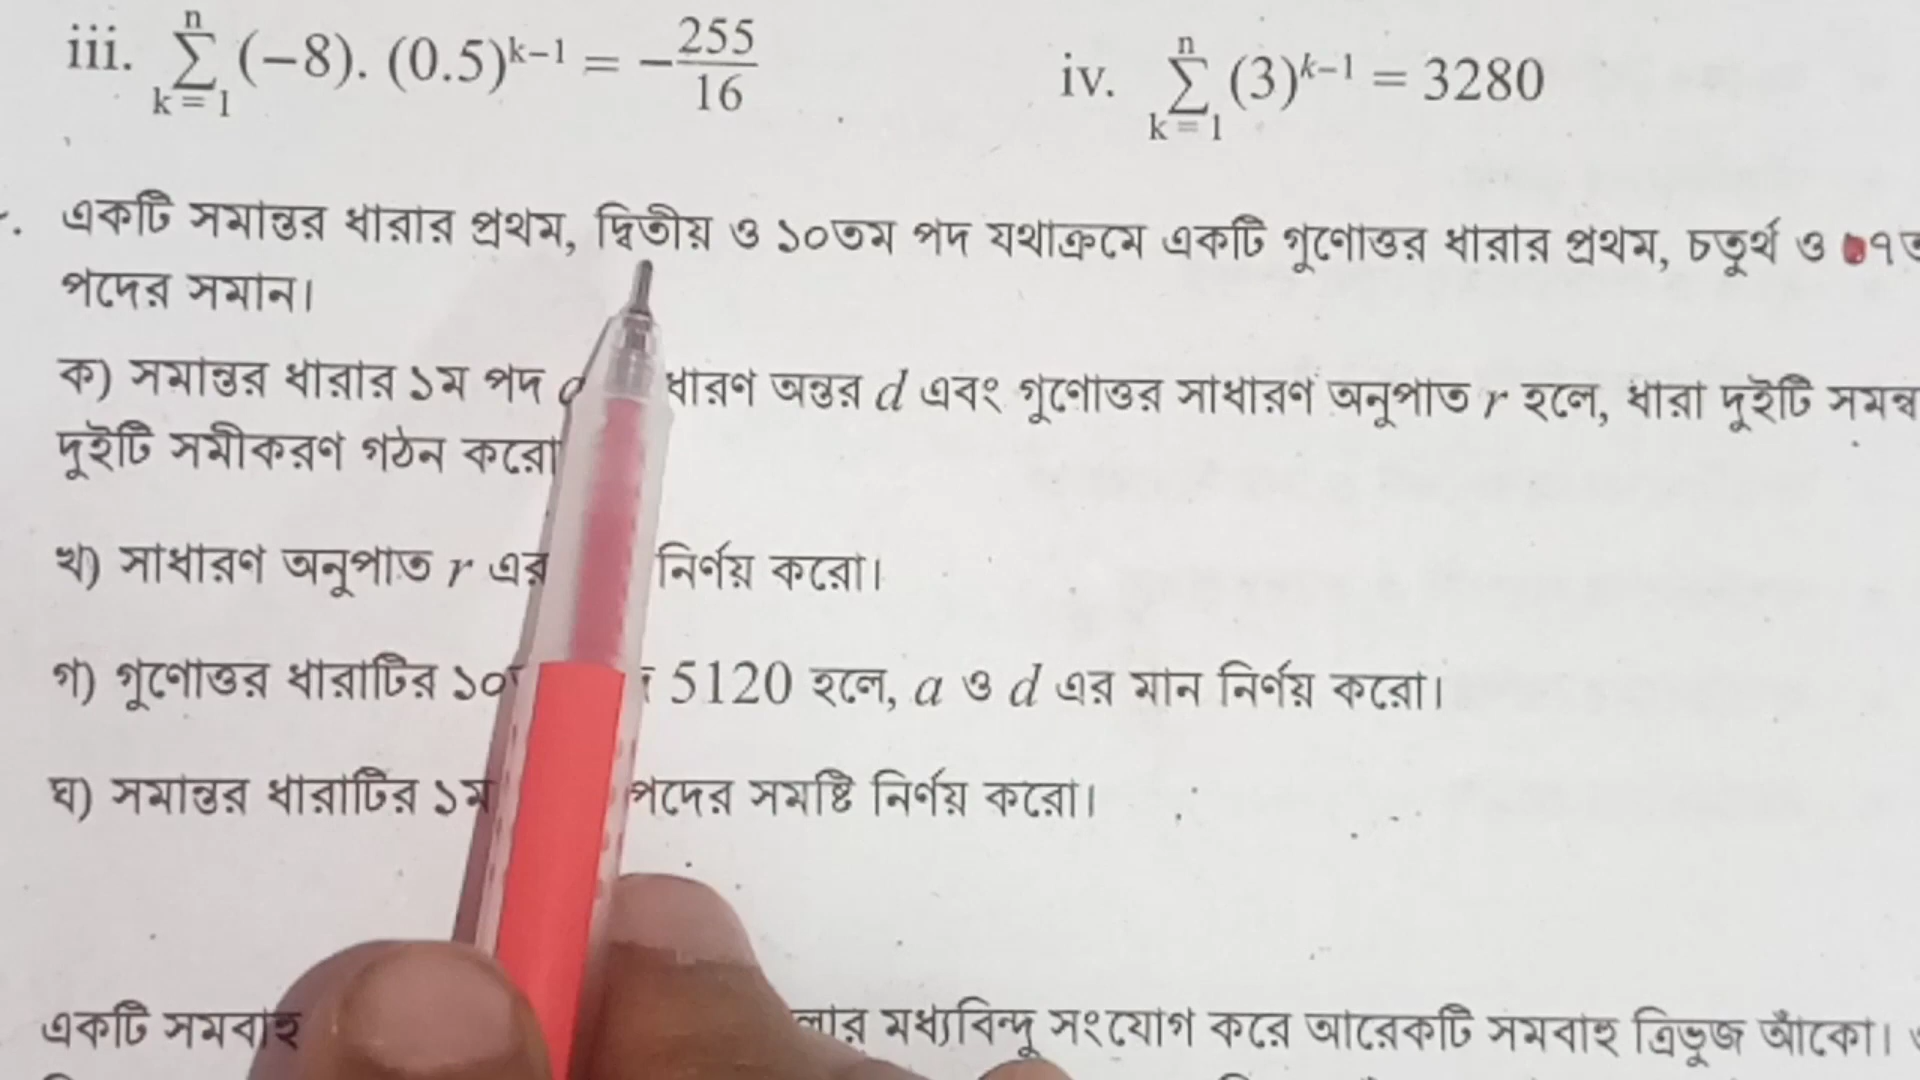 iii. n Σ k = 1 (−8). (0.5)^{k−1} = −255/16
iv. n Σ k = 1 (3)^{k−1} = 3280
একটি সমান্তর ধারার প্রথম, দ্বিতীয় ও ১০তম পদ যথাক্রমে একটি গুণোত্তর ধারার প্রথম, চতুর্থ ও
পদের সমান।
ক) সমান্তর ধারার ১ম পদ অন্তর d এবং গুণোত্তর সাধারণ অনুপাত r হলে, ধারা দুইটি
দুইটি সমীকরণ গঠন করো
খ) সাধারণ অনুপাত r এর নির্ণয় করো।
গ) গুণোত্তর ধারাটির 5120 হলে, a ও d এর মান নির্ণয় করো।
ঘ) সমান্তর ধারাটির ১ম পদের সমষ্টি নির্ণয় করো।
একটি মধ্যবিন্দু সংযোগ করে আরেকটি সমবাহু ত্রিভুজ আঁকো।